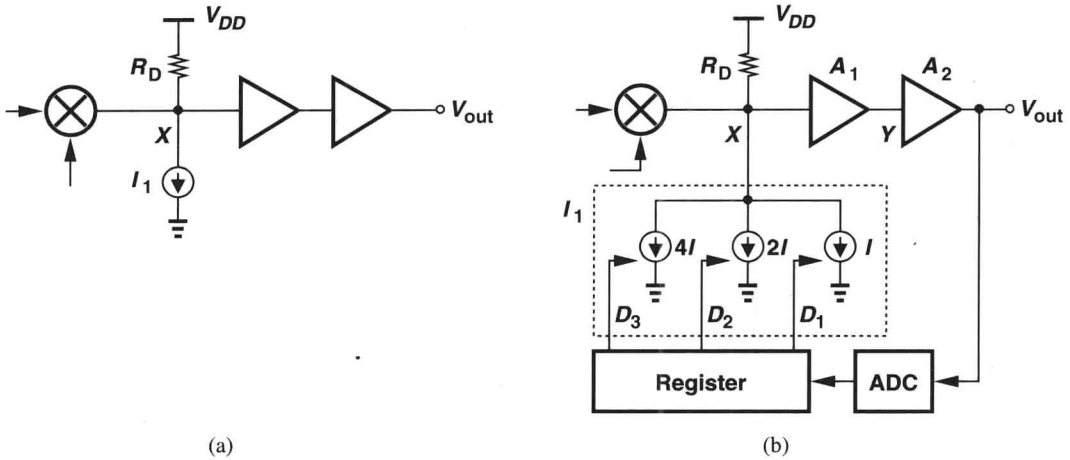 V_DD
R_D
X
V_out
I_1
(a)
V_DD
R_D
A_1
A_2
X
Y
V_out
I_1
4I
2I
I
D_3
D_2
D_1
Register
ADC
(b)